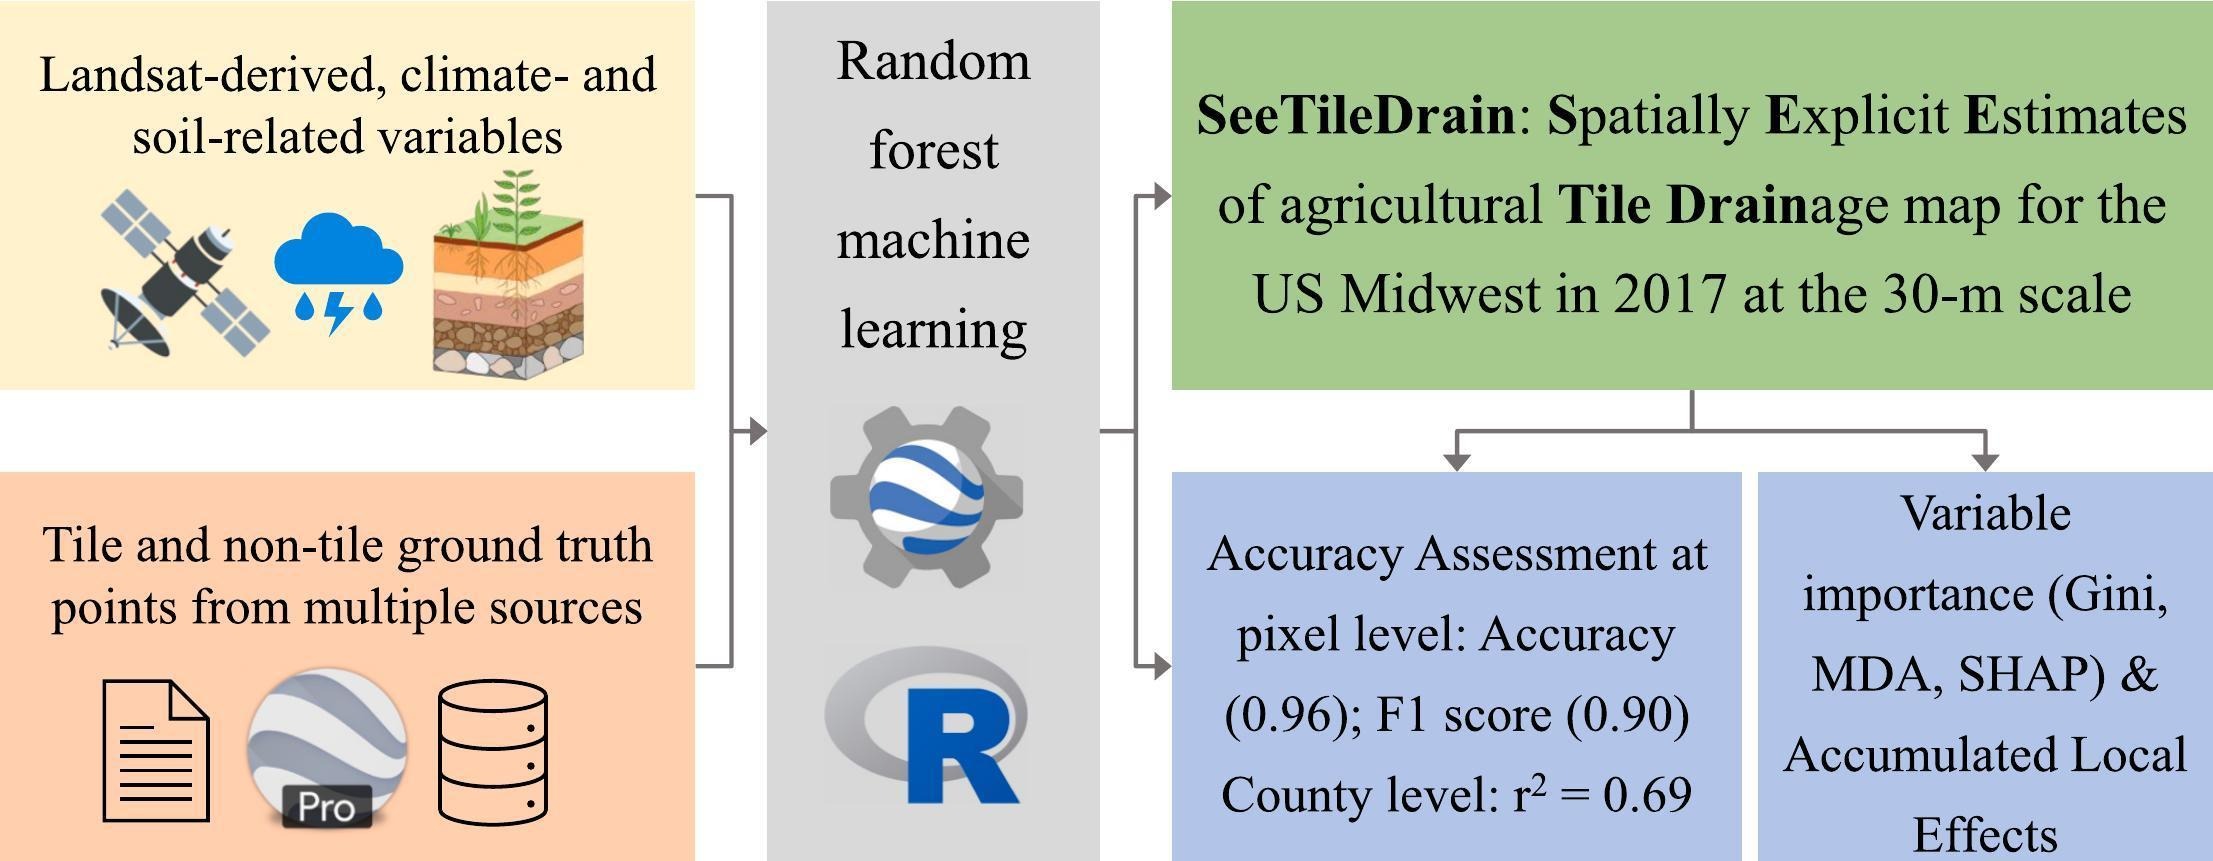 Landsat-derived, climate- and
soil-related variables
Tile and non-tile ground truth
points from multiple sources
Pro
Random
forest
machine
learning
R
SeeTileDrain: Spatially Explicit Estimates
of agricultural Tile Drainage map for the
US Midwest in 2017 at the 30-m scale
Accuracy Assessment at
pixel level: Accuracy
(0.96); F1 score (0.90)
County level: r² = 0.69
Variable
importance (Gini,
MDA, SHAP) &
Accumulated Local
Effects